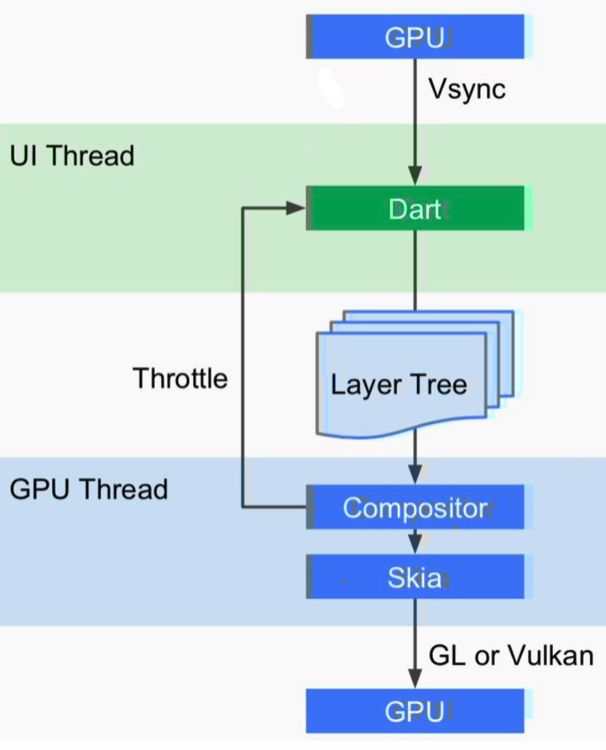 GPU
Vsync
UI Thread
Dart
Throttle
Layer Tree
GPU Thread
Compositor
Skia
GL or Vulkan
GPU